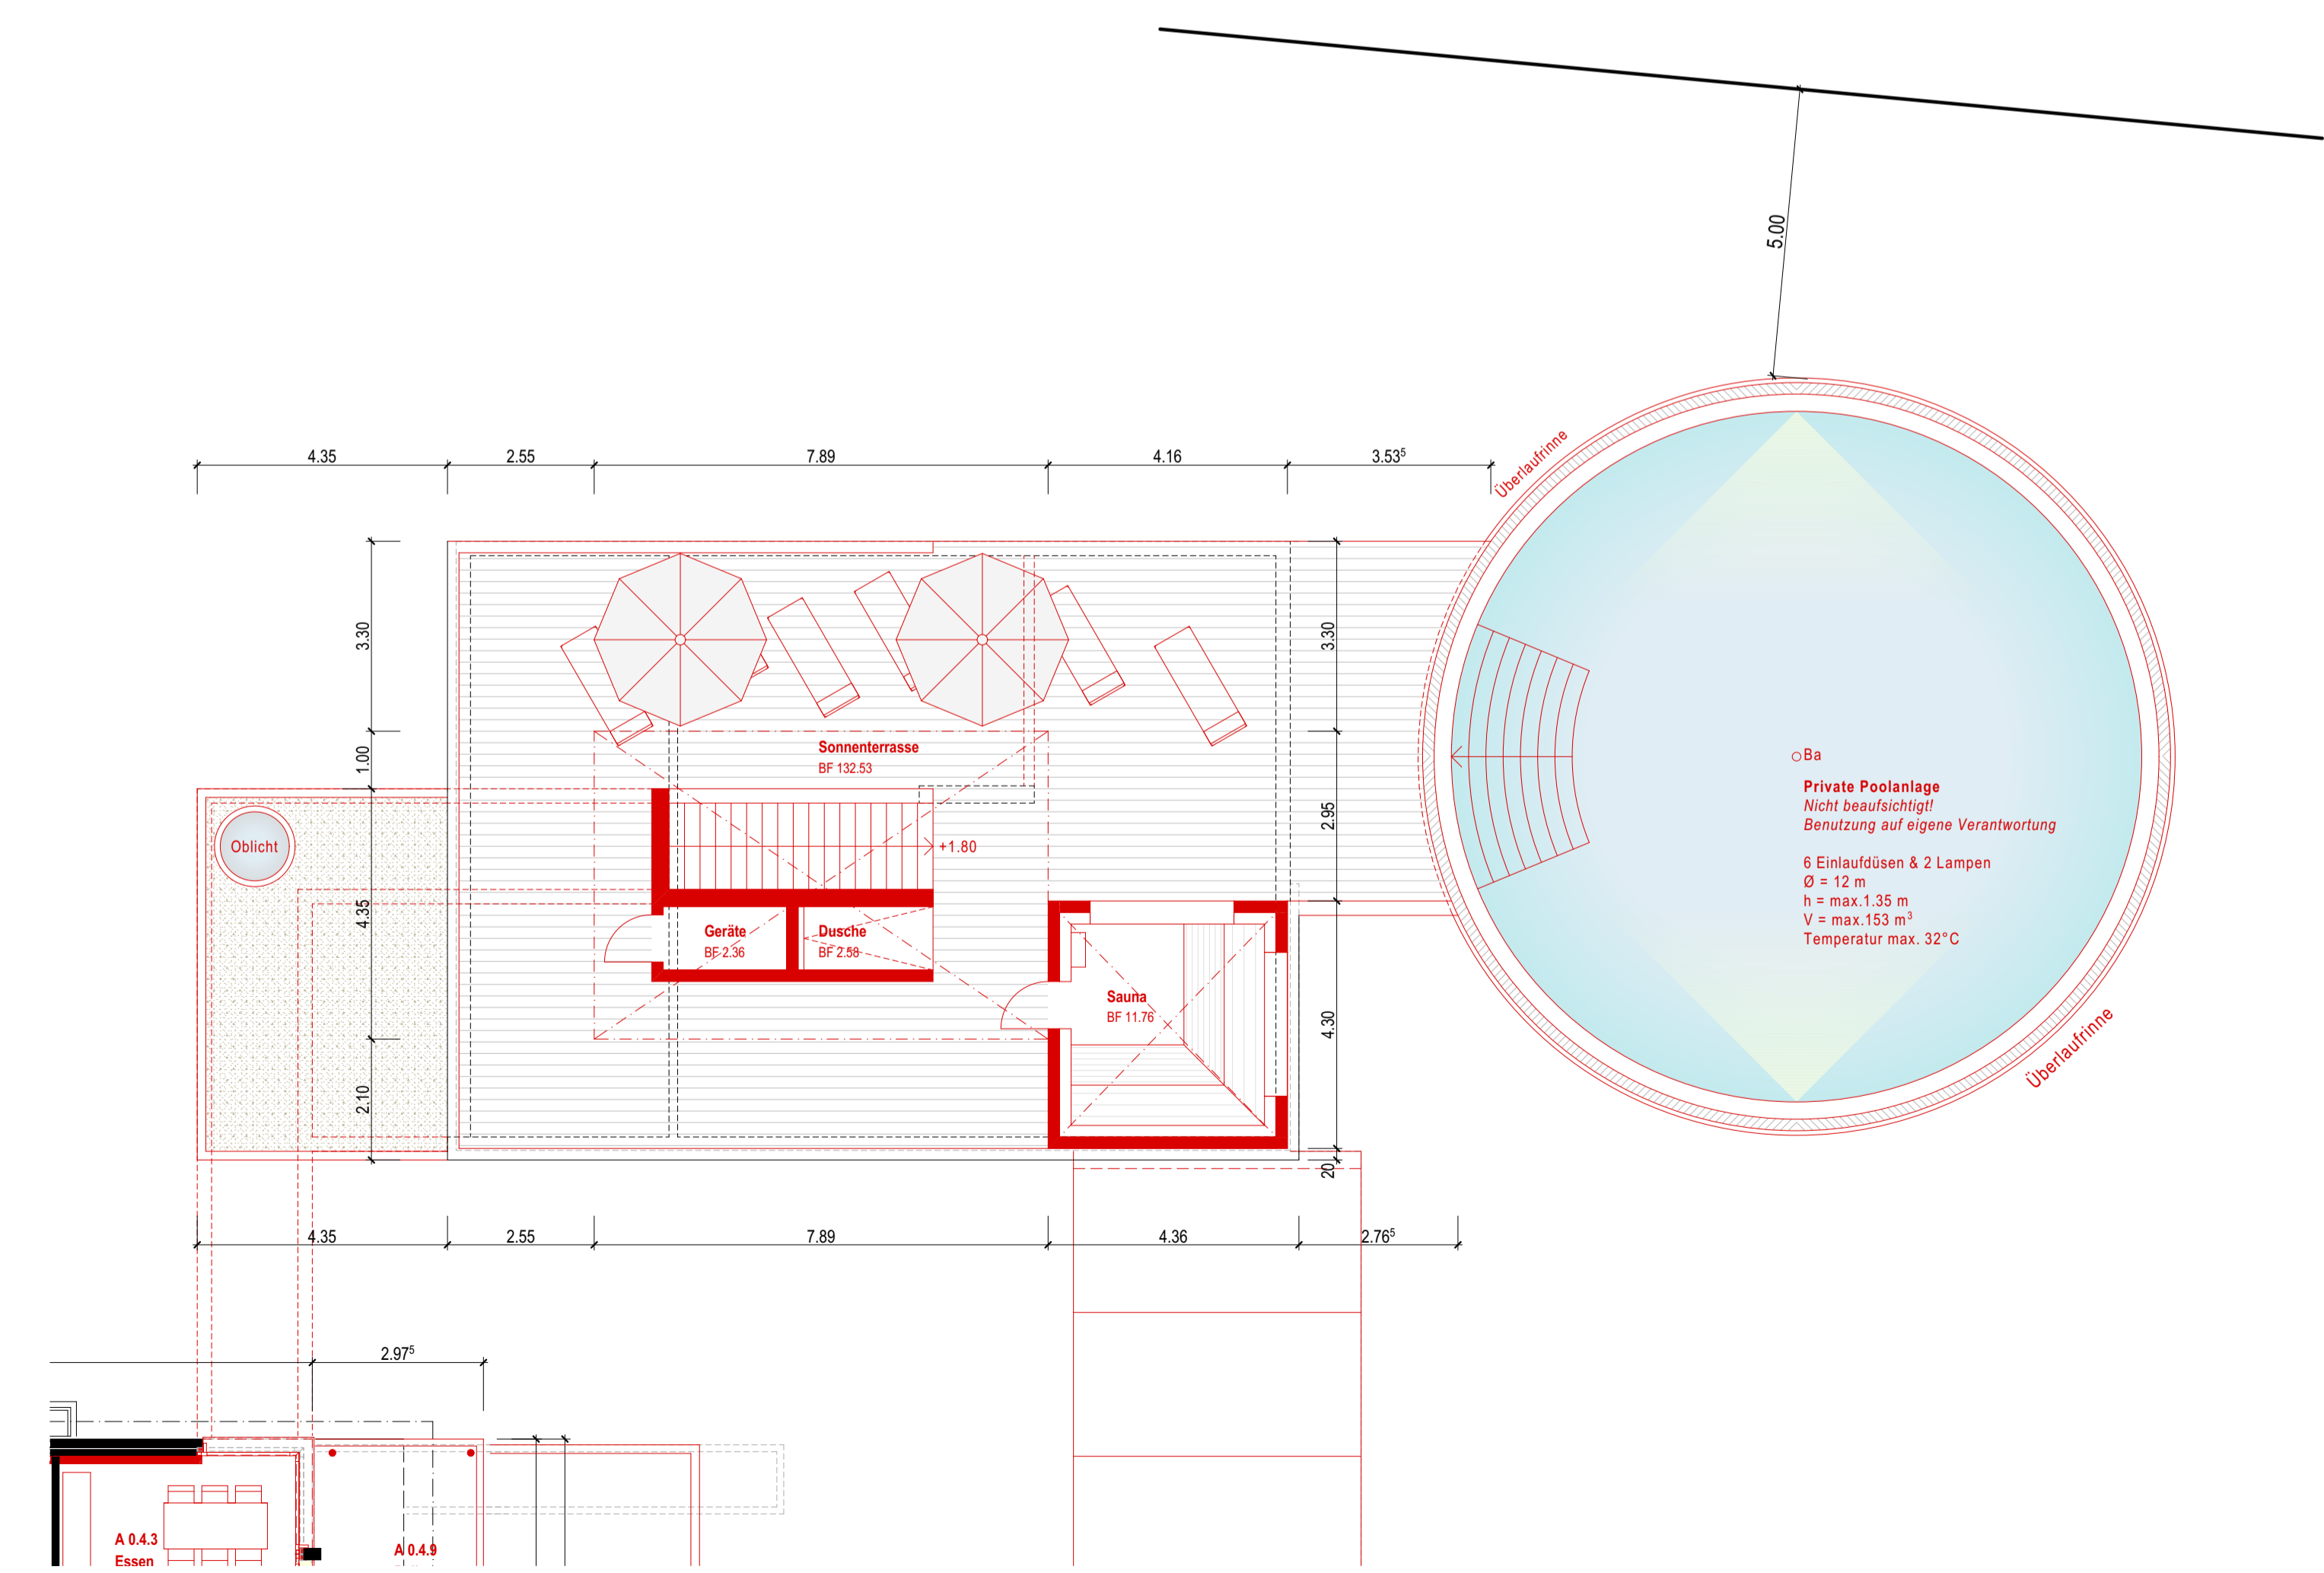 5.00
4.35
2.55
7.89
4.16
3.53⁵
Überlaufrinne
3.30
3.30
1.00
Sonnenterrasse
BF 132.53
2.95
Ba
Private Poolanlage
Nicht beaufsichtigt!
Benutzung auf eigene Verantwortung
6 Einlaufdüsen & 2 Lampen
Ø = 12 m
h = max.1.35 m
V = max.153 m³
Temperatur max. 32°C
Oblicht
+1.80
4.35
Geräte
BF 2.36
Dusche
BF 2.58
Sauna
BF 11.76
4.30
Überlaufrinne
2.10
20
4.35
2.55
7.89
4.36
2.76⁵
2.97⁵
A 0.4.3
Essen
A 0.4.9